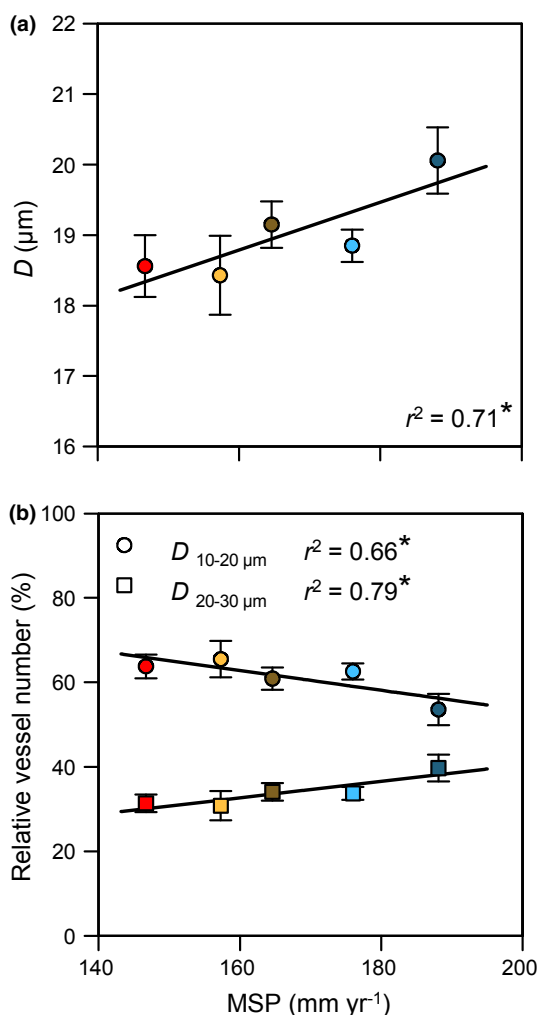 (a)
22
21
20
19
18
17
16
D (µm)
r² = 0.71*
(b)
100
80
60
40
20
0
Relative vessel number (%)
D 10-20 µm r² = 0.66*
D 20-30 µm r² = 0.79*
140 160 180 200
MSP (mm yr⁻¹)